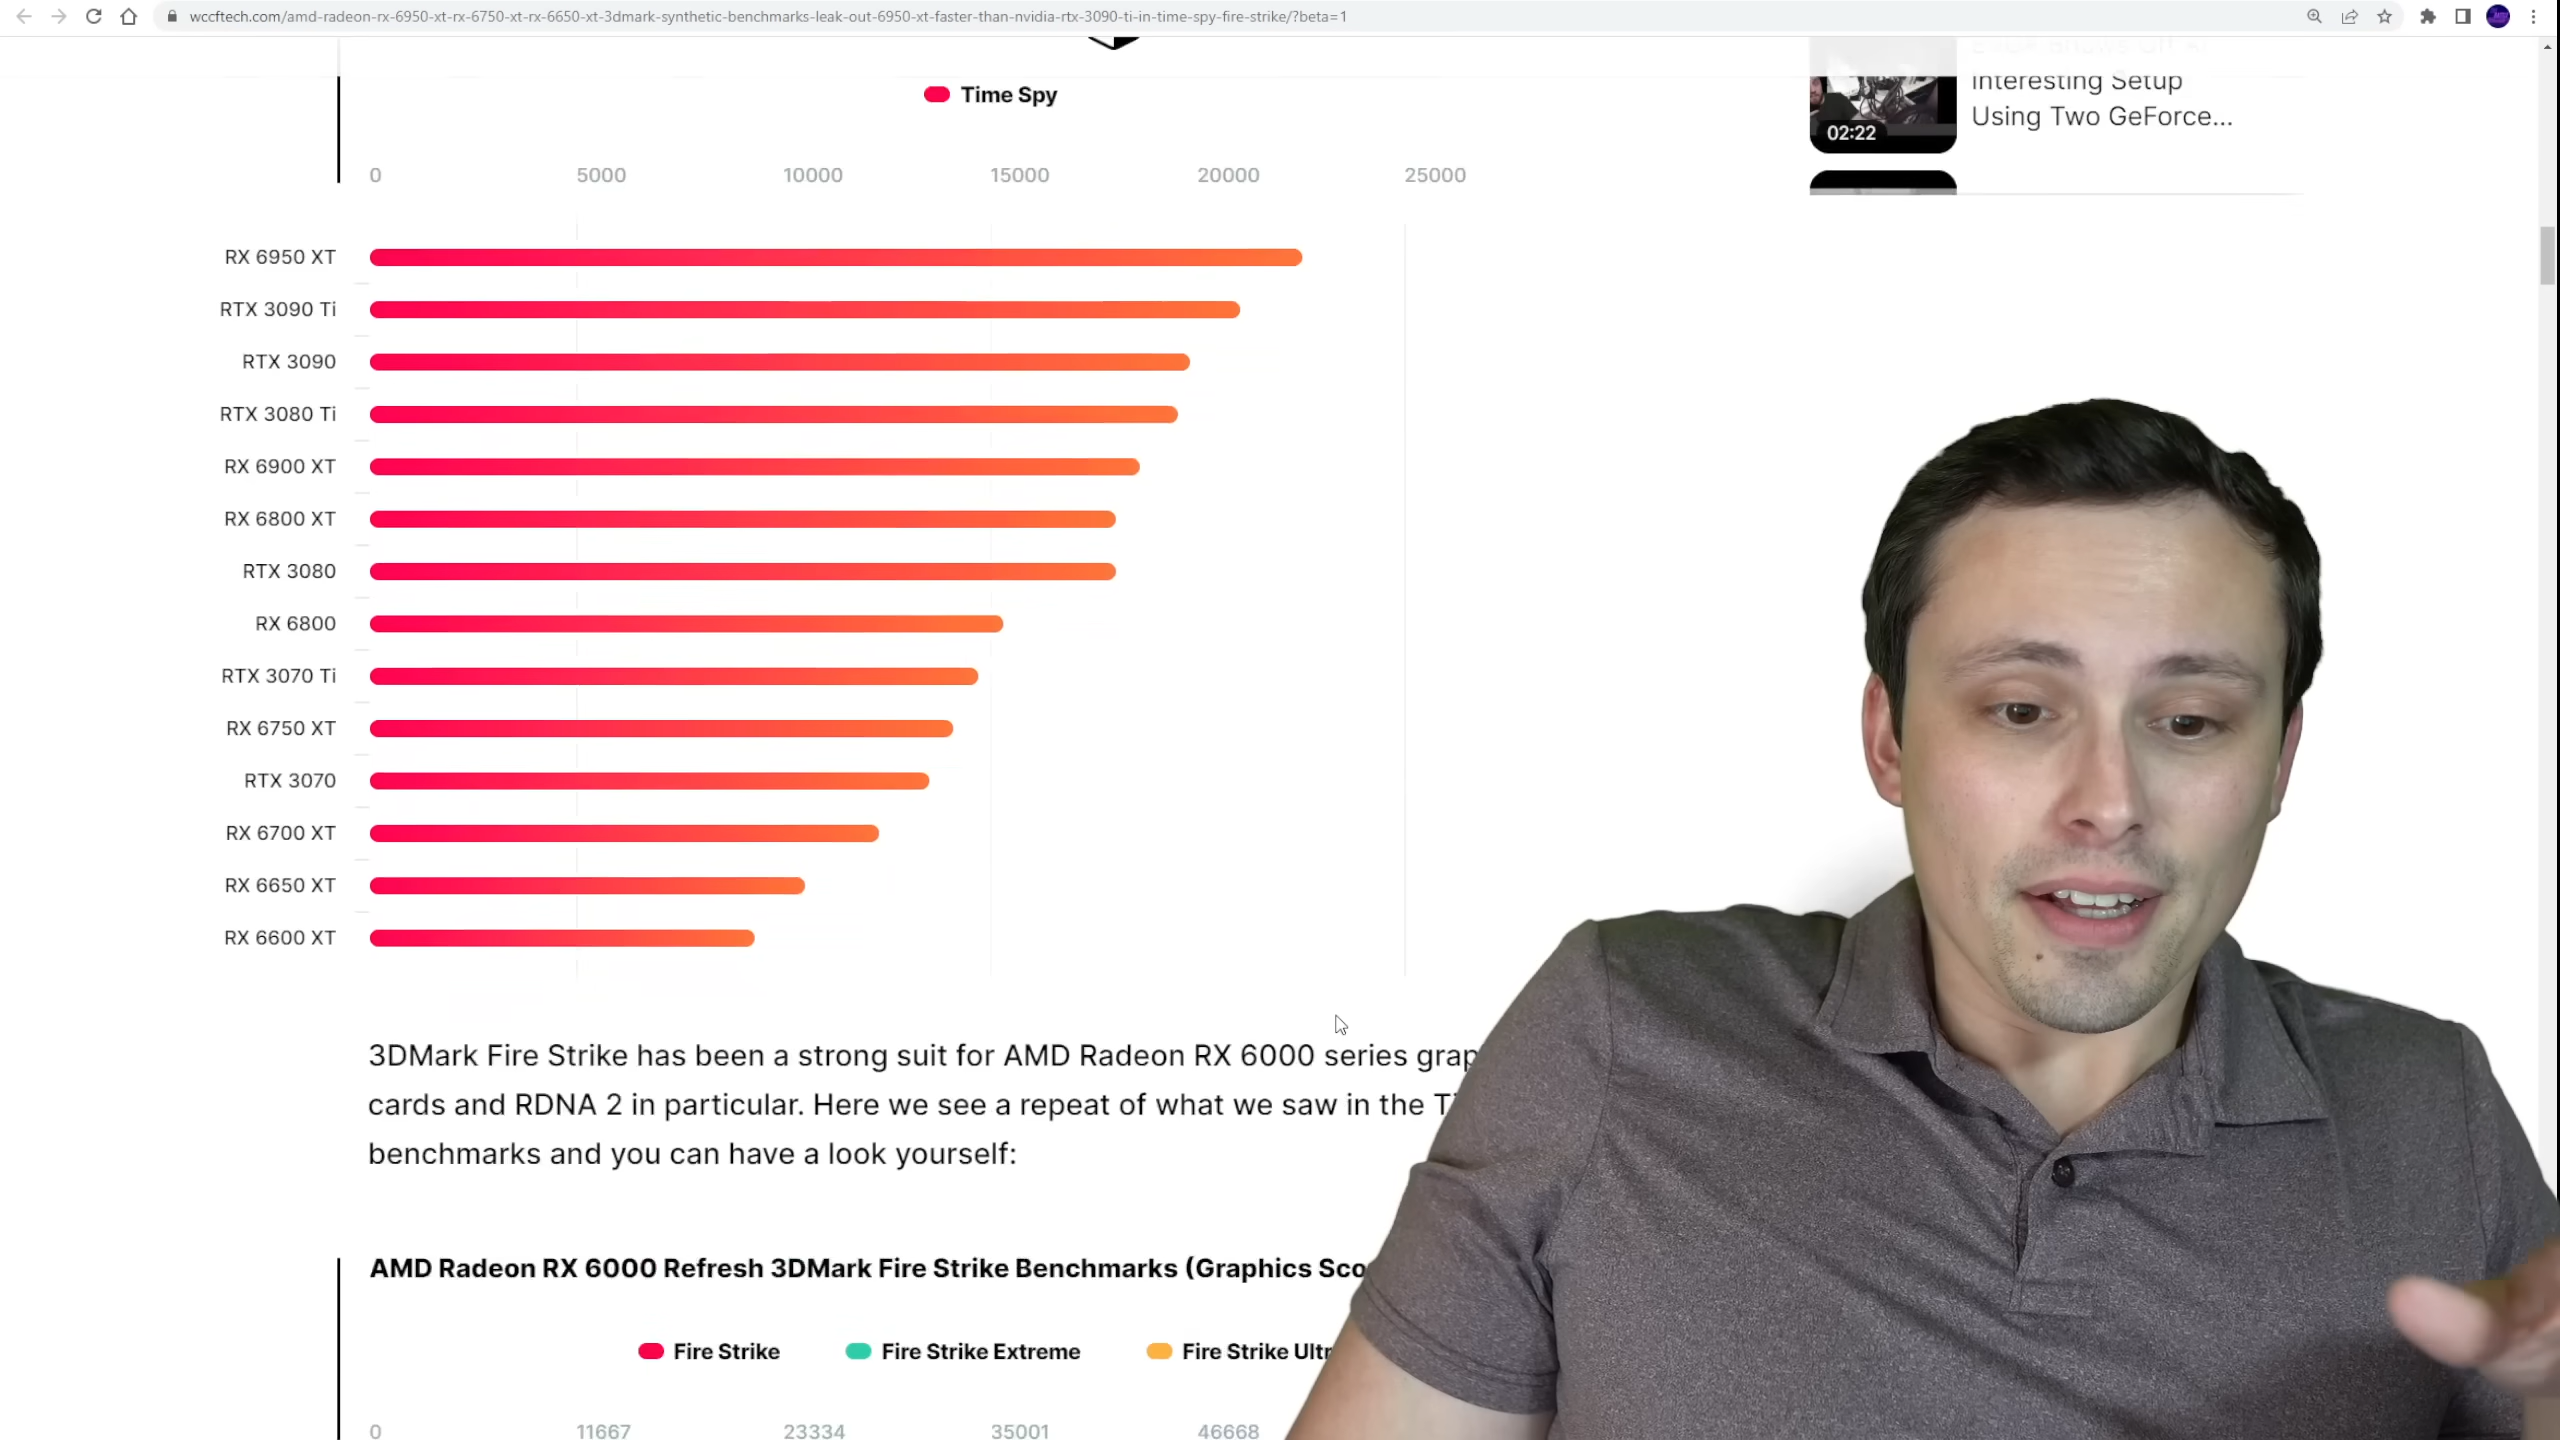 wccftech.com/amd-radeon-rx-6950-xt-rx-6750-xt-rx-6650-xt-3dmark-synthetic-benchmarks-leak-out-6950-xt-faster-than-nvidia-rtx-3090-ti-in-time-spy-fire-strike/?beta=1
Interesting Setup
Using Two GeForce...
02:22
Time Spy
0 5000 10000 15000 20000 25000
RX 6950 XT
RTX 3090 Ti
RTX 3090
RTX 3080 Ti
RX 6900 XT
RX 6800 XT
RTX 3080
RX 6800
RTX 3070 Ti
RX 6750 XT
RTX 3070
RX 6700 XT
RX 6650 XT
RX 6600 XT
3DMark Fire Strike has been a strong suit for AMD Radeon RX 6000 series grap
cards and RDNA 2 in particular. Here we see a repeat of what we saw in the T
benchmarks and you can have a look yourself:
AMD Radeon RX 6000 Refresh 3DMark Fire Strike Benchmarks (Graphics Sco
Fire Strike Fire Strike Extreme Fire Strike Ultr
0 11667 23334 35001 46668